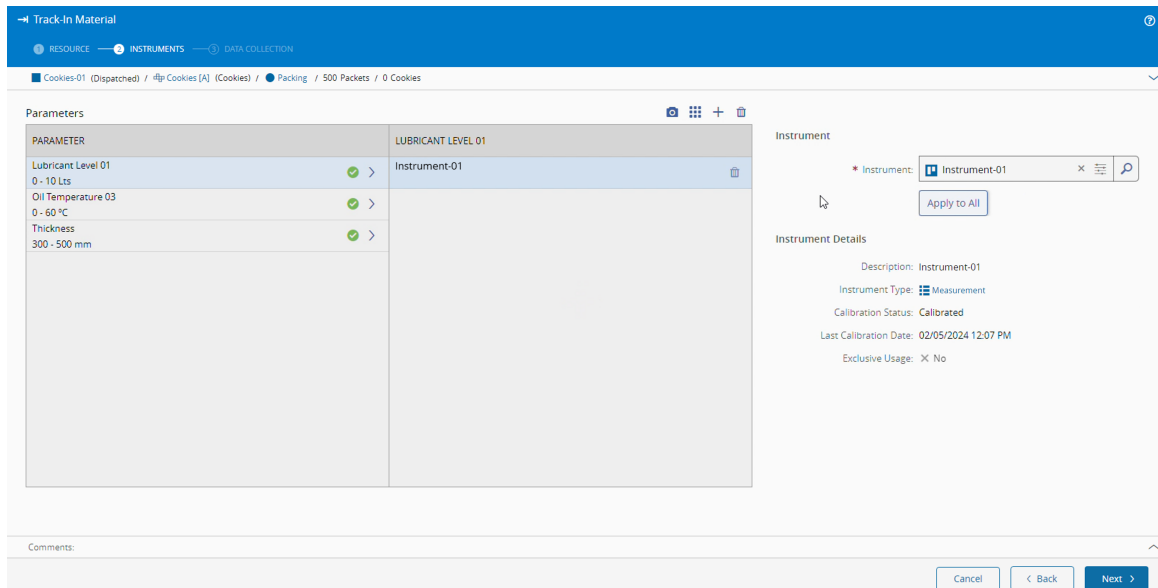 Track-In Material
1 RESOURCE 2 INSTRUMENTS 3 DATA COLLECTION
Cookies-01 (Dispatched) / Cookies [A] (Cookies) / Packing / 500 Packets / 0 Cookies
Parameters
PARAMETER
LUBRICANT LEVEL 01
Lubricant Level 01
0 - 10 Lts
Oil Temperature 03
0 - 60 ºC
Thickness
300 - 500 mm
Instrument-01
Instrument
* Instrument: Instrument-01
Apply to All
Instrument Details
Description: Instrument-01
Instrument Type: Measurement
Calibration Status: Calibrated
Last Calibration Date: 02/05/2024 12:07 PM
Exclusive Usage: No
Comments:
Cancel
Back
Next